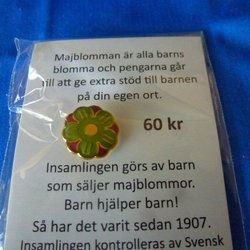 Majblomman är alla barns
blomma och pengarna går
till att ge extra stöd till barnen
på din egen ort.
60 kr
Insamlingen görs av barn
som säljer majblommor.
Barn hjälper barn!
Så har det varit sedan 1907.
Insamlingen kontrolleras av Svensk